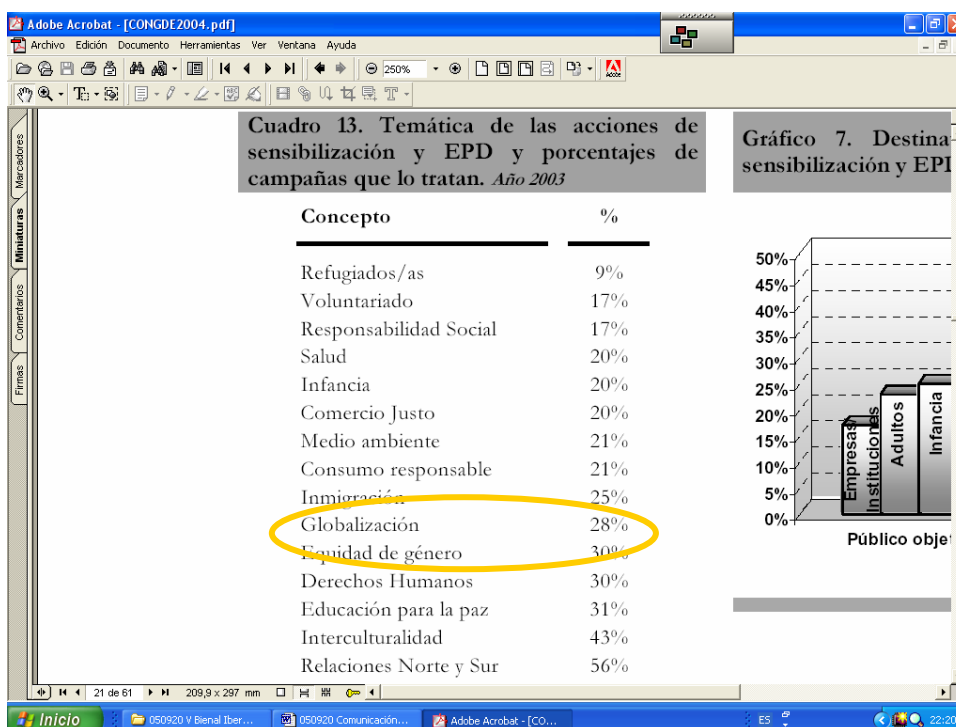 Adobe Acrobat - [CONGDE2004.pdf]
Archivo Edición Documento Herramientas Ver Ventana Ayuda
250%
Marcadores
Miniaturas
Comentarios
Firmas
Cuadro 13. Temática de las acciones de
sensibilización y EPD y porcentajes de
campañas que lo tratan. Año 2003
Concepto %
Refugiados/as 9%
Voluntariado 17%
Responsabilidad Social 17%
Salud 20%
Infancia 20%
Comercio Justo 20%
Medio ambiente 21%
Consumo responsable 21%
Inmigración 25%
Globalización 28%
Equidad de género 30%
Derechos Humanos 30%
Educación para la paz 31%
Interculturalidad 43%
Relaciones Norte y Sur 56%
Gráfico 7. Destina
sensibilización y EPD
50%
45%
40%
35%
30%
25%
20%
15%
10%
5%
0%
Empresas/
Instituciones
Adultos
Infancia
Público obje
21 de 61 209,9 x 297 mm
Inicio 050920 V Bienal Iber... 050920 Comunicación... Adobe Acrobat - [CO... ES 22:20